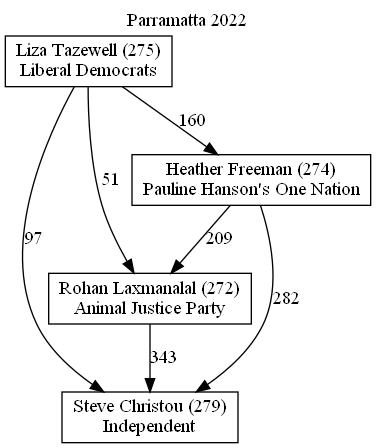 Parramatta 2022
Liza Tazewell (275)
Liberal Democrats
160
Heather Freeman (274)
Pauline Hanson's One Nation
51
97
209
Rohan Laxmanalal (272)
Animal Justice Party
282
343
Steve Christou (279)
Independent